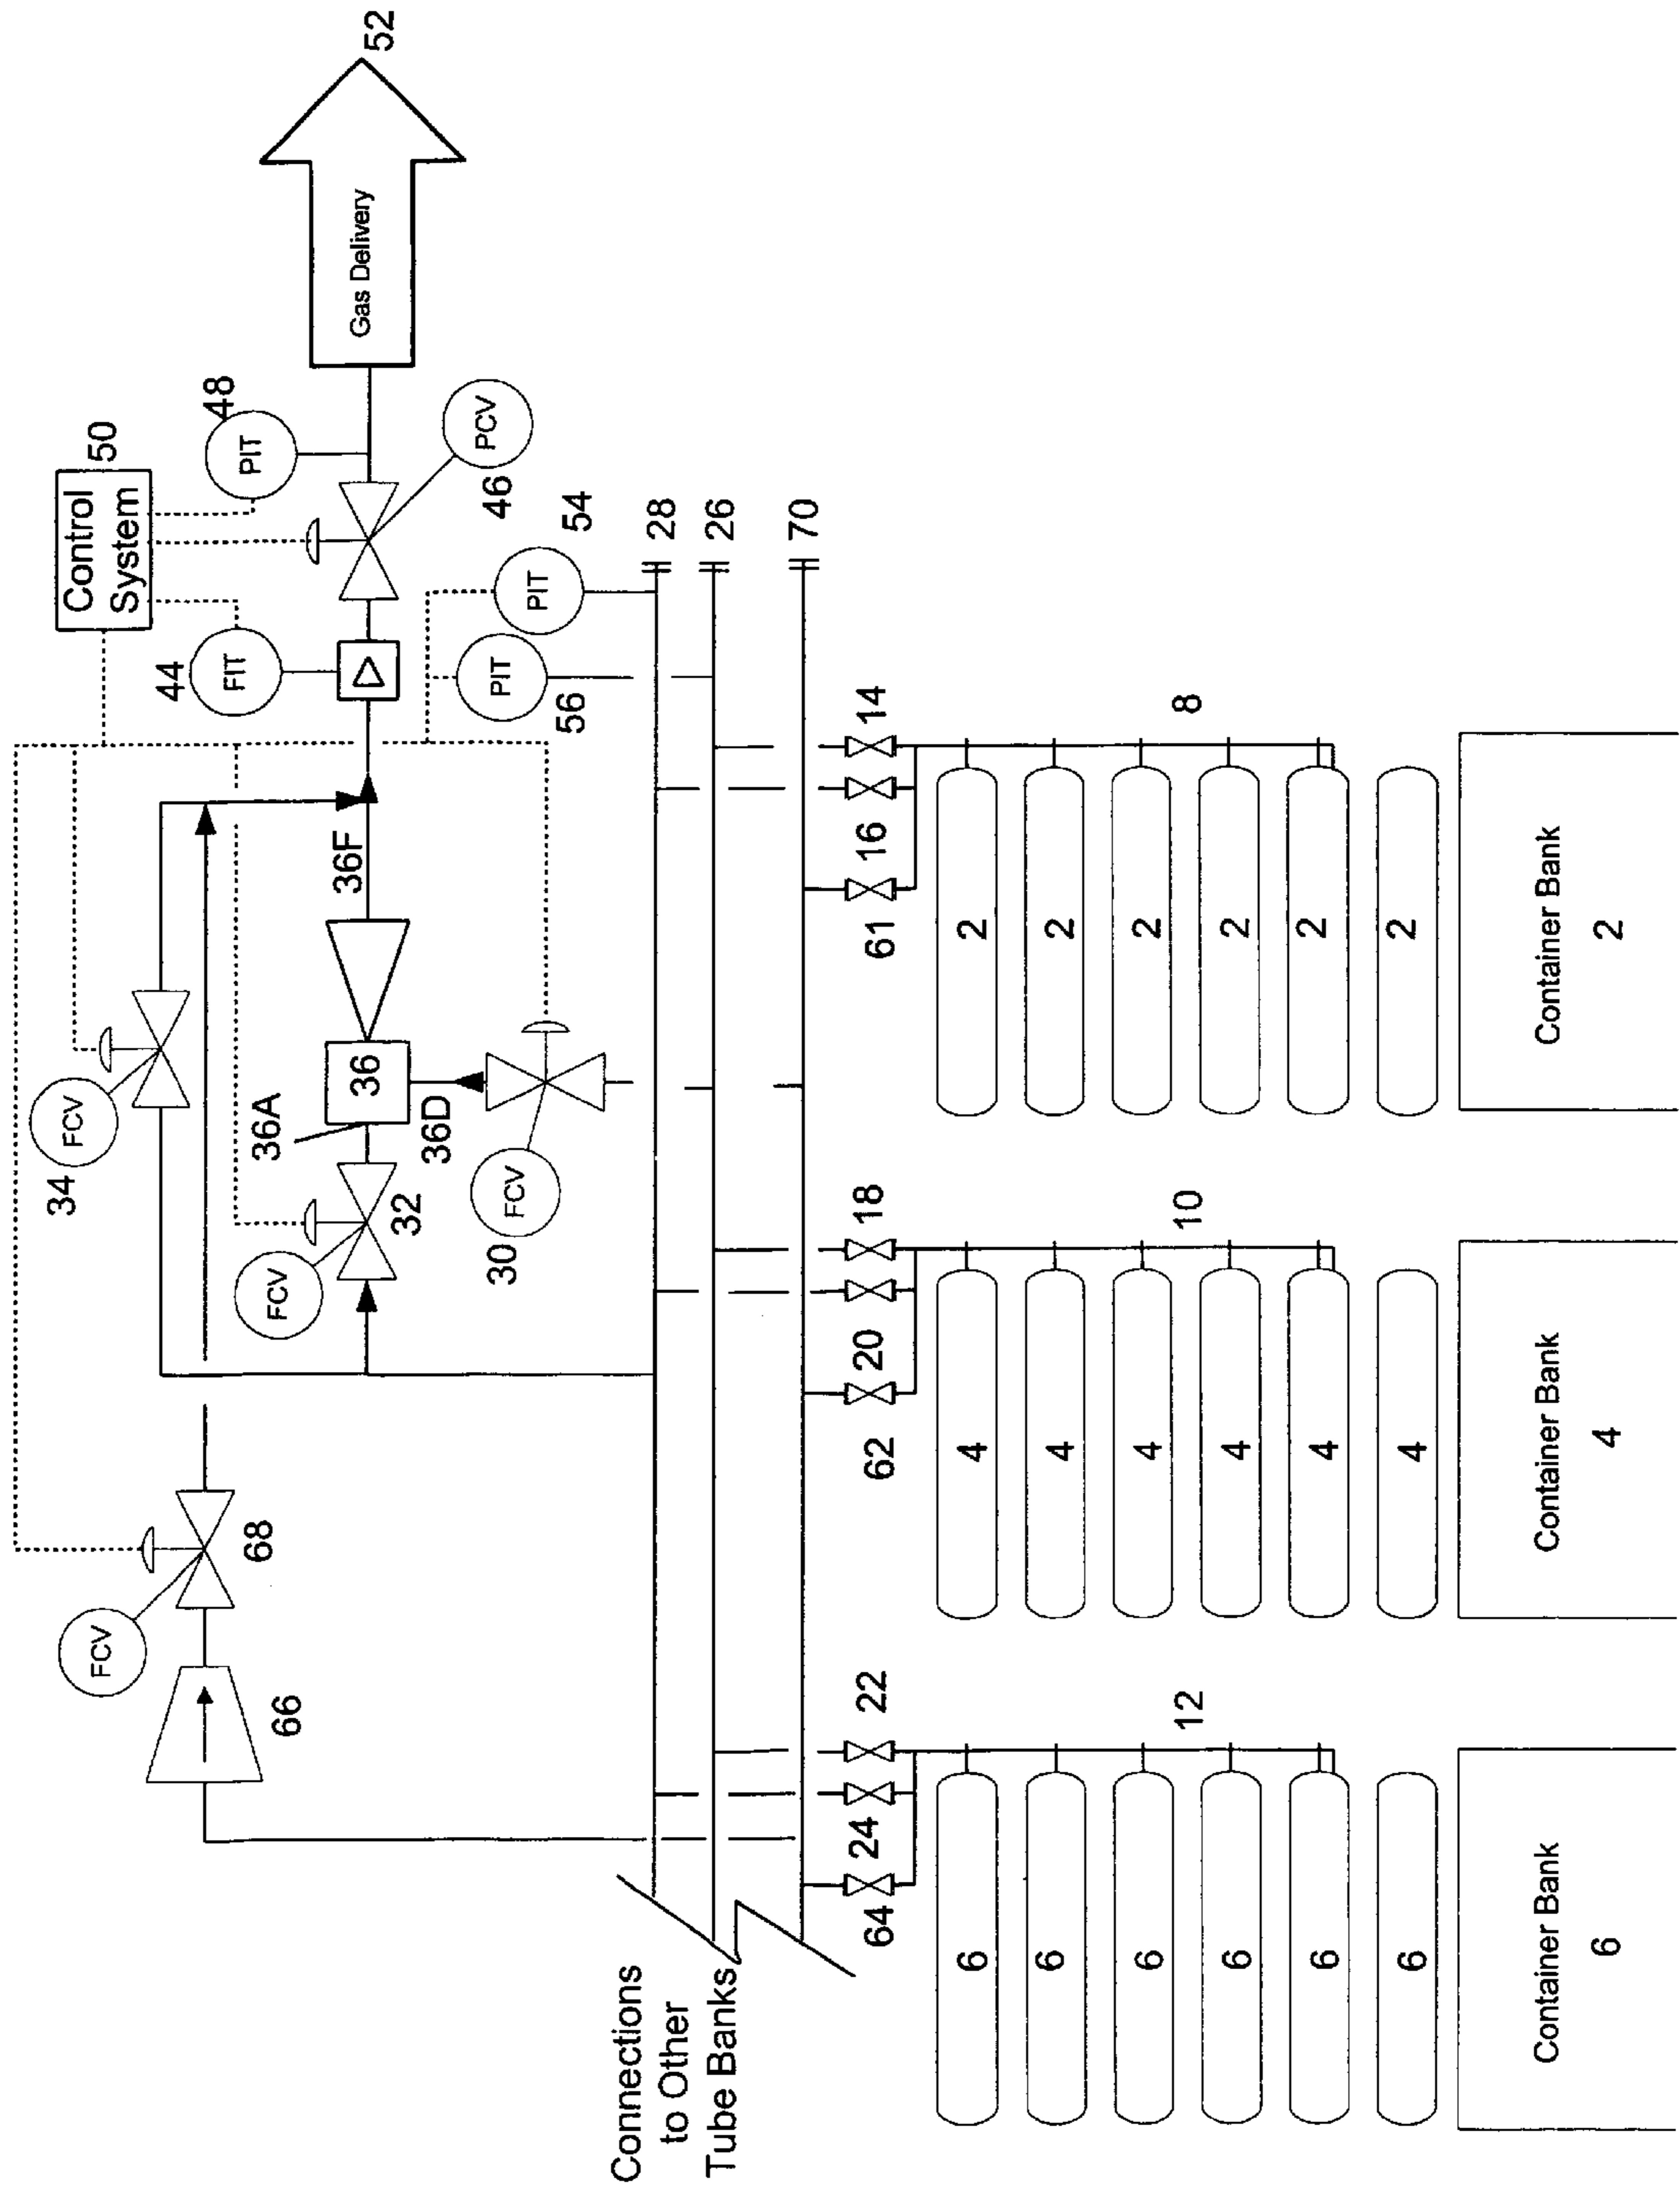 34
FCV
FCV
Control
System
50
44
FIT
48
PIT
68
66
36A
FCV
36F
36
Gas Delivery
52
32
36D
PCV
46
30
FCV
PIT
56
PIT
54
Connections
to Other
Tube Banks
28
26
70
64
24
22
62
20
18
61
16
14
6
4
2
6
4
2
6
4
2
12
10
8
6
4
2
6
4
2
6
4
2
Container Bank
6
Container Bank
4
Container Bank
2